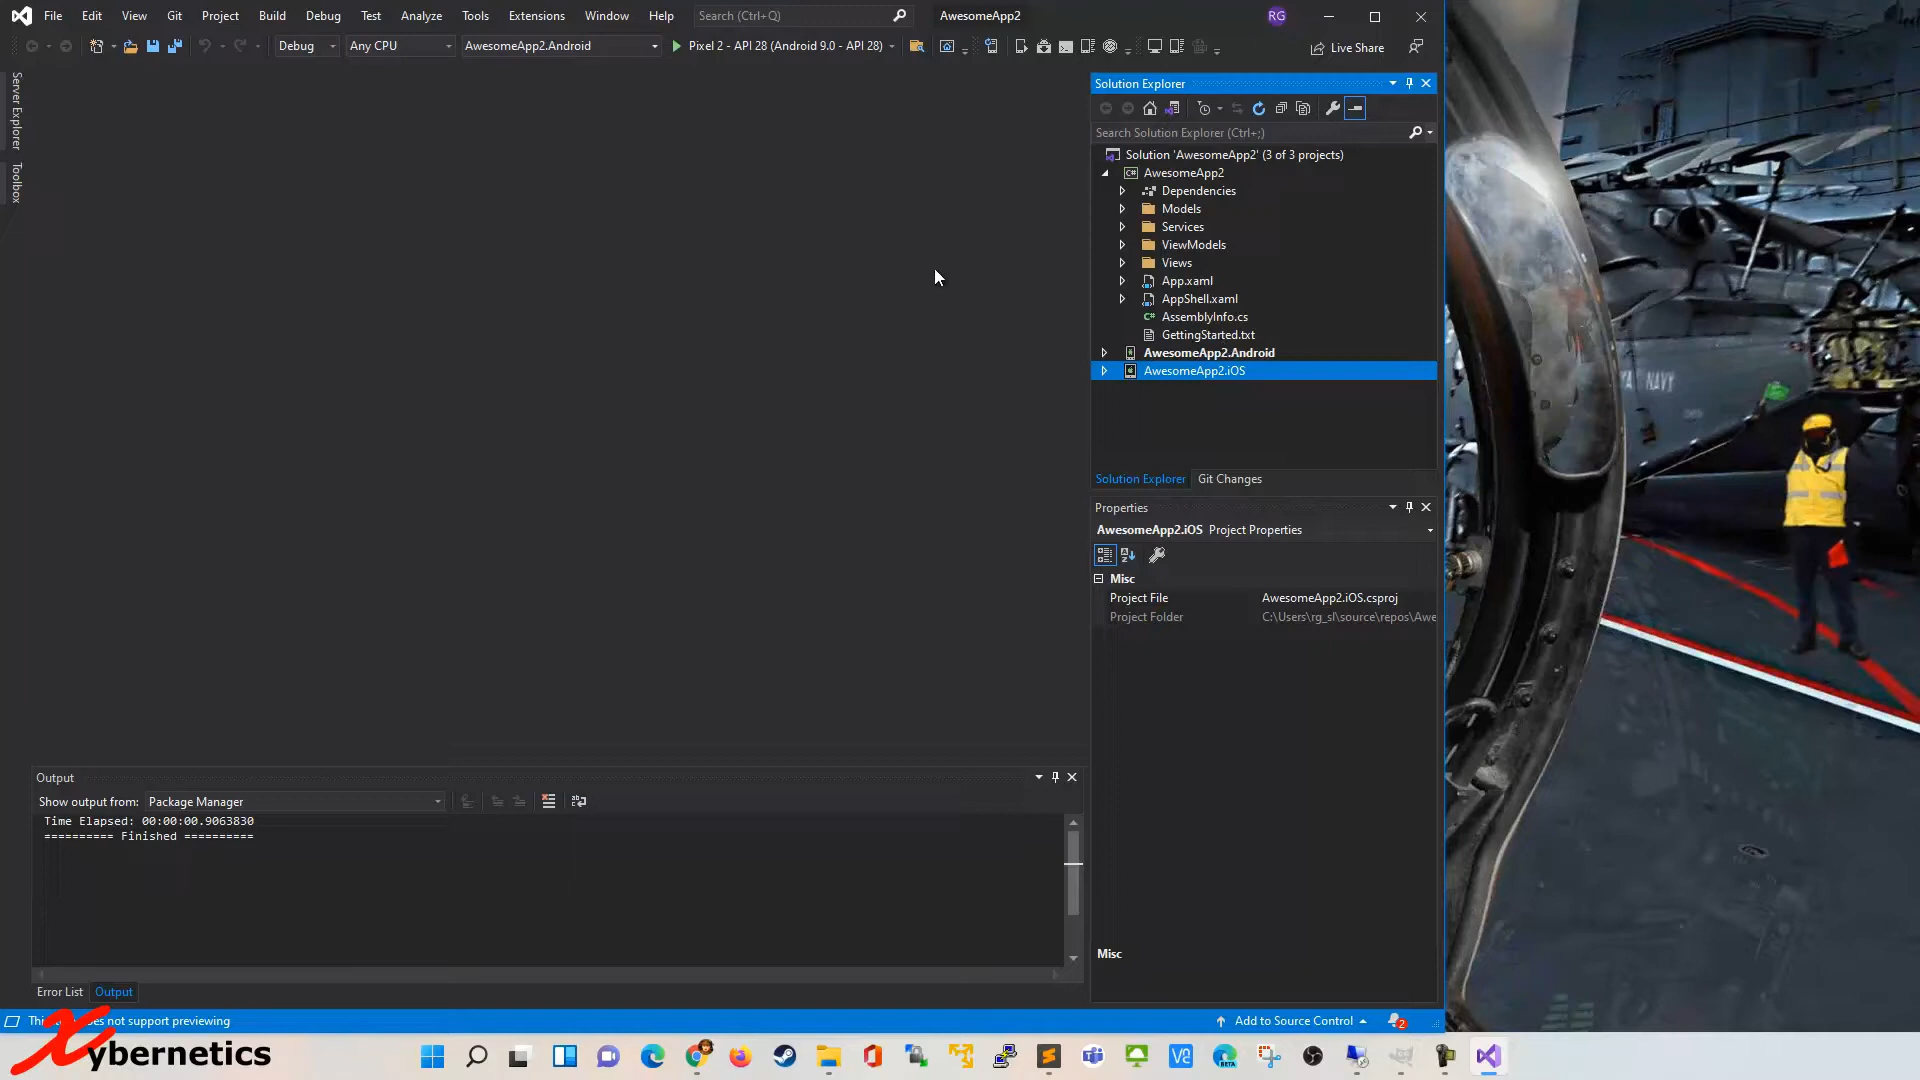 File Edit View Git Project Build Debug Test Analyze Tools Extensions Window Help Search (Ctrl+Q) AwesomeApp2 RG
Debug Any CPU AwesomeApp2.Android Pixel 2 - API 28 (Android 9.0 - API 28) Live Share
Server Explorer
Toolbox
Solution Explorer
Search Solution Explorer (Ctrl+;)
Solution 'AwesomeApp2' (3 of 3 projects)
C# AwesomeApp2
Dependencies
Models
Services
ViewModels
Views
App.xaml
AppShell.xaml
C# AssemblyInfo.cs
GettingStarted.txt
AwesomeApp2.Android
AwesomeApp2.iOS
Solution Explorer Git Changes
Properties
AwesomeApp2.iOS Project Properties
Misc
Project File AwesomeApp2.iOS.csproj
Project Folder C:\Users\rg_sl\source\repos\Awe
Misc
Output
Show output from: Package Manager
Time Elapsed: 00:00:00.9063830
========== Finished ==========
Error List Output
not support previewing
Add to Source Control 2
Xybernetics
NAVY
BETA